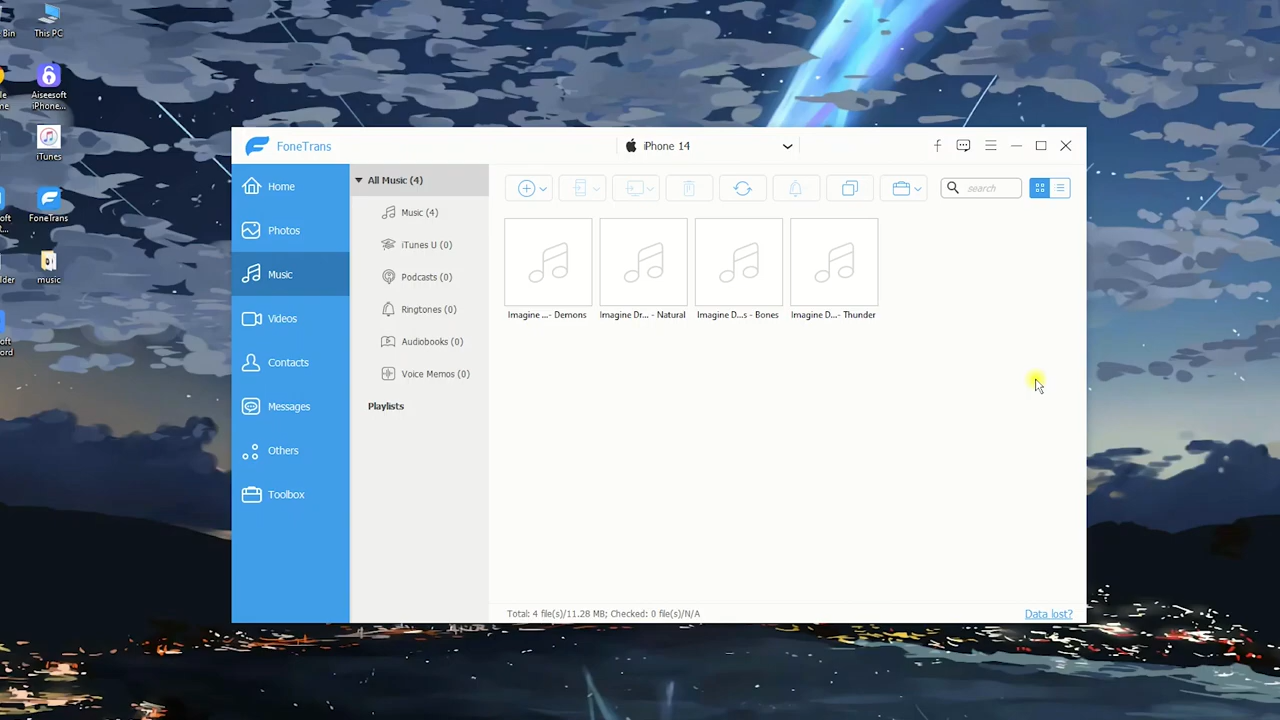 Bin
This PC
Aiseesoft
iPhone...
iTunes
FoneTrans
music
FoneTrans
iPhone 14
Home
Photos
Music
Videos
Contacts
Messages
Others
Toolbox
All Music (4)
Music (4)
iTunes U (0)
Podcasts (0)
Ringtones (0)
Audiobooks (0)
Voice Memos (0)
Playlists
search
Imagine ...- Demons
Imagine Dr... - Natural
Imagine D...s - Bones
Imagine D...- Thunder
Total: 4 file(s)/11.28 MB; Checked: 0 file(s)/N/A
Data lost?